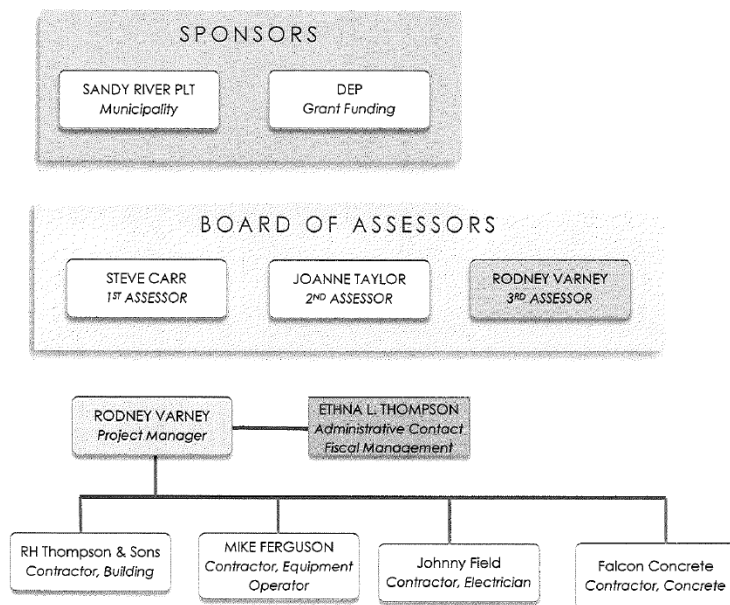 SPONSORS
SANDY RIVER PLT
Municipality
DEP
Grant Funding
BOARD OF ASSESSORS
STEVE CARR
1ST ASSESSOR
JOANNE TAYLOR
2ND ASSESSOR
RODNEY VARNEY
3RD ASSESSOR
RODNEY VARNEY
Project Manager
ETHNA L. THOMPSON
Administrative Contact
Fiscal Management
RH Thompson & Sons
Contractor, Building
MIKE FERGUSON
Contractor, Equipment
Operator
Johnny Field
Contractor, Electrician
Falcon Concrete
Contractor, Concrete